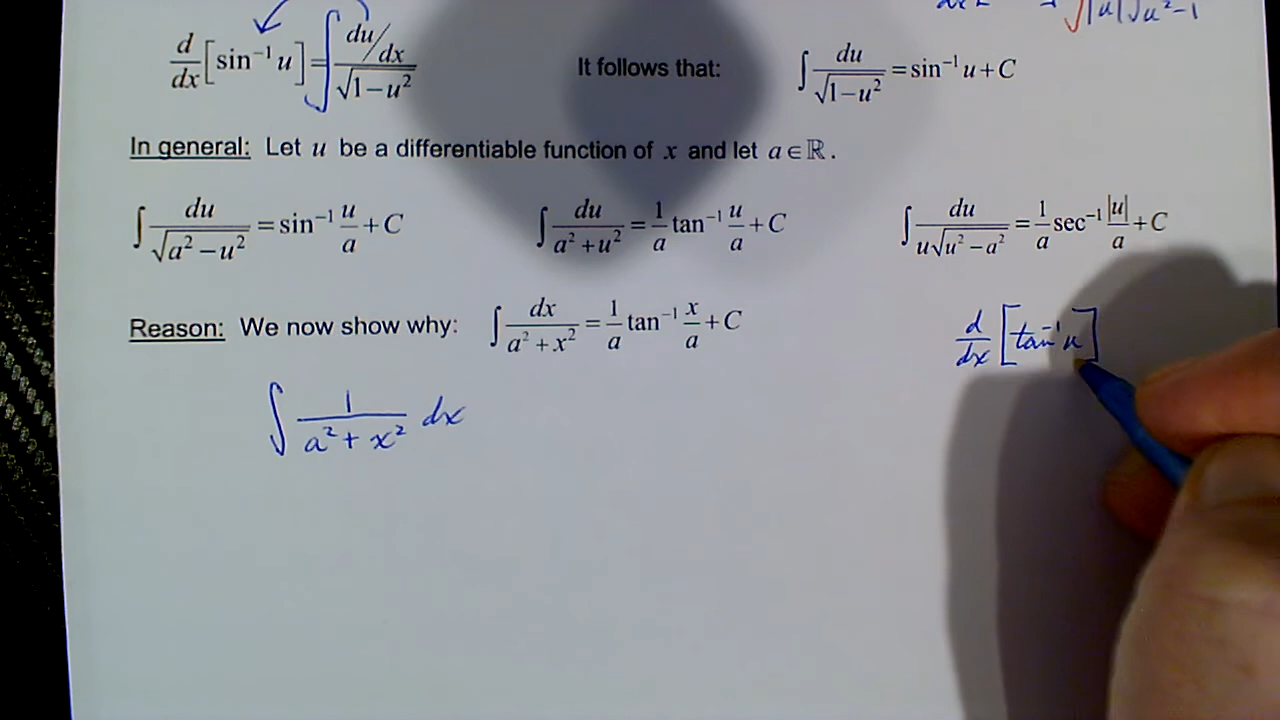 dx √|u|√u²−1
d/dx [sin⁻¹ u] = ∫ du/dx / √1−u² It follows that: ∫ du/√1−u² = sin⁻¹ u + C
In general: Let u be a differentiable function of x and let a ∈ ℝ.
∫ du/√a²−u² = sin⁻¹ u/a + C ∫ du/a²+u² = 1/a tan⁻¹ u/a + C ∫ du/u√u²−a² = 1/a sec⁻¹ |u|/a + C
Reason: We now show why: ∫ dx/a²+x² = 1/a tan⁻¹ x/a + C d/dx [tan⁻¹ u]
∫ 1/a²+x² dx